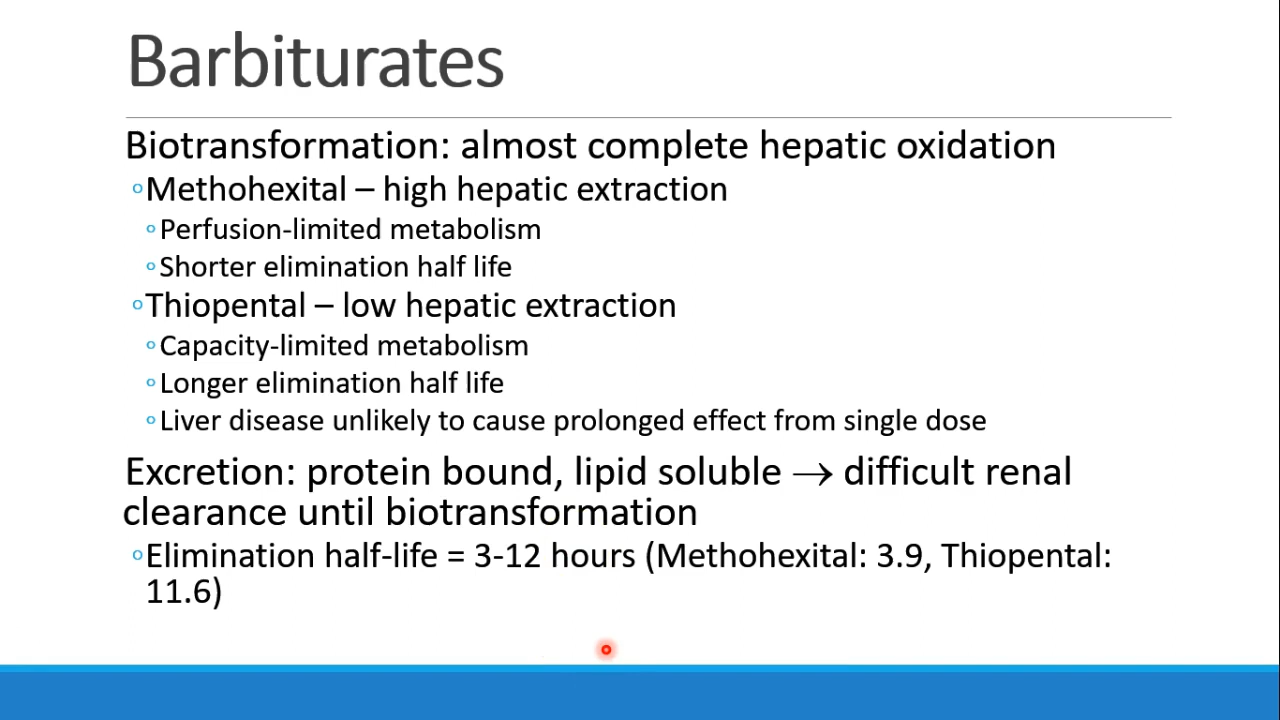 Barbiturates
Biotransformation: almost complete hepatic oxidation
◦Methohexital – high hepatic extraction
◦Perfusion-limited metabolism
◦Shorter elimination half life
◦Thiopental – low hepatic extraction
◦Capacity-limited metabolism
◦Longer elimination half life
◦Liver disease unlikely to cause prolonged effect from single dose
Excretion: protein bound, lipid soluble → difficult renal
clearance until biotransformation
◦Elimination half-life = 3-12 hours (Methohexital: 3.9, Thiopental:
11.6)